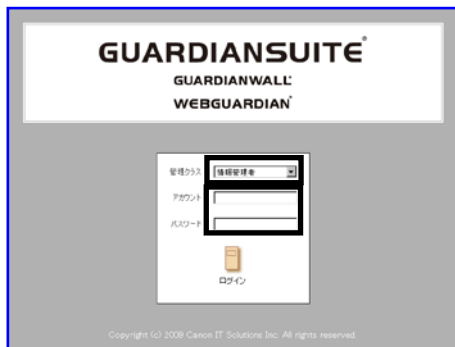 GUARDIANSUITE®
GUARDIANWALL®
WEBGUARDIAN®
管理クラス 情報管理者
アカウント
パスワード
ログイン
Copyright (c) 2009 Canon IT Solutions Inc. All rights reserved.